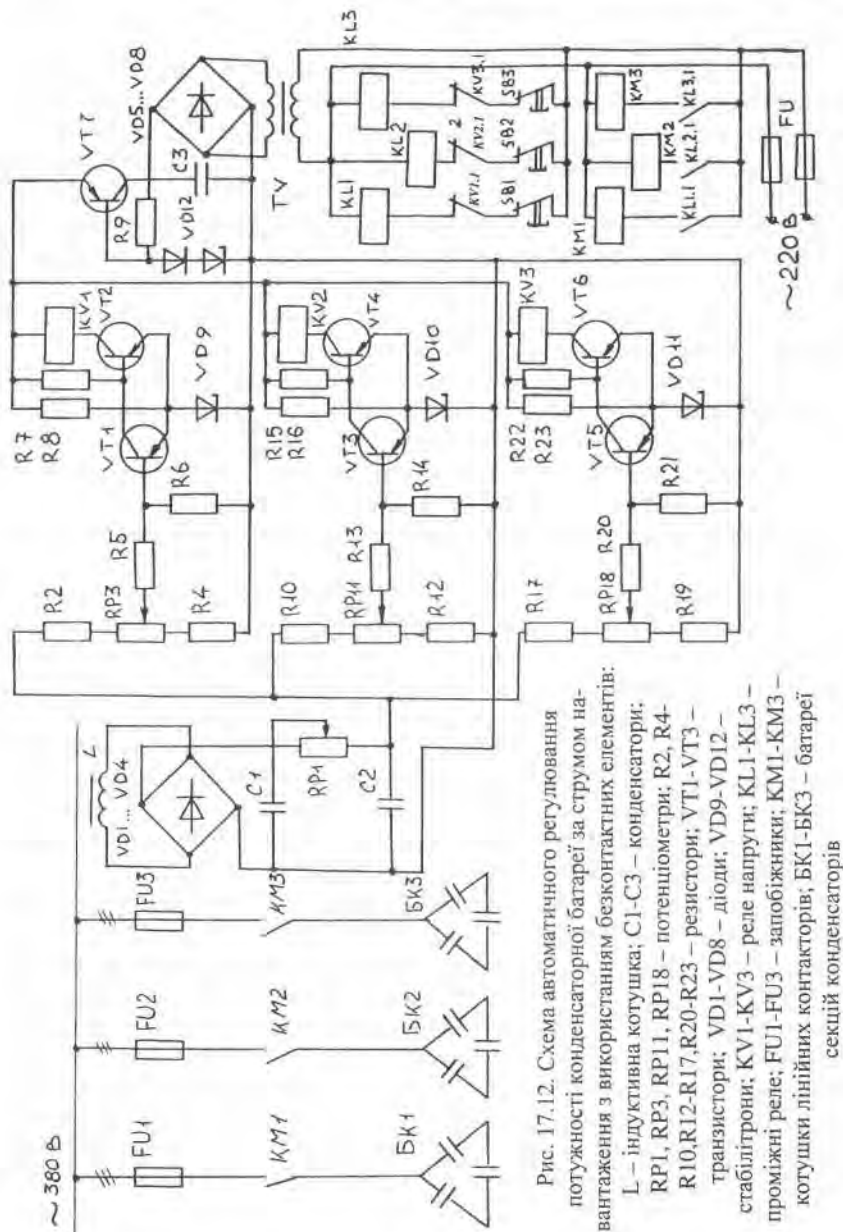 ~380 В
FU1
FU2
FU3
L
VD1...VD4
KM1
KM2
KM3
БК1
БК2
БК3
C1
RP1
C2
R2
RP3
R4
R5
R6
R7
R8
KV1
VT2
VT1
VD9
R10
RP11
R12
R13
R14
R15
R16
KV2
VT4
VT3
VD10
R17
RP18
R19
R20
R21
R22
R23
KV3
VT6
VT5
VD11
VT7
VD5...VD8
R9
VD12
C3
TV
KL1
KL2
KL3
KV1.1
KV2.1
2
KV3.1
SB1
SB2
SB3
KM1
KM2
KM3
KL1.1
KL2.1
KL3.1
FU
~220 В
Рис. 17.12. Схема автоматичного регулювання
потужності конденсаторної батареї за струмом на-
вантаження з використанням безконтактних елементів:
L – індуктивна котушка; C1-C3 – конденсатори;
RP1, RP3, RP11, RP18 – потенціометри; R2, R4-
R10,R12-R17,R20-R23 – резистори; VT1-VT3 –
транзистори; VD1-VD8 – діоди; VD9-VD12 –
стабілітрони; KV1-KV3 – реле напруги; KL1-KL3 –
проміжні реле; FU1-FU3 – запобіжники; KM1-KM3 –
котушки лінійних контакторів; БК1-БК3 – батареї
секцій конденсаторів